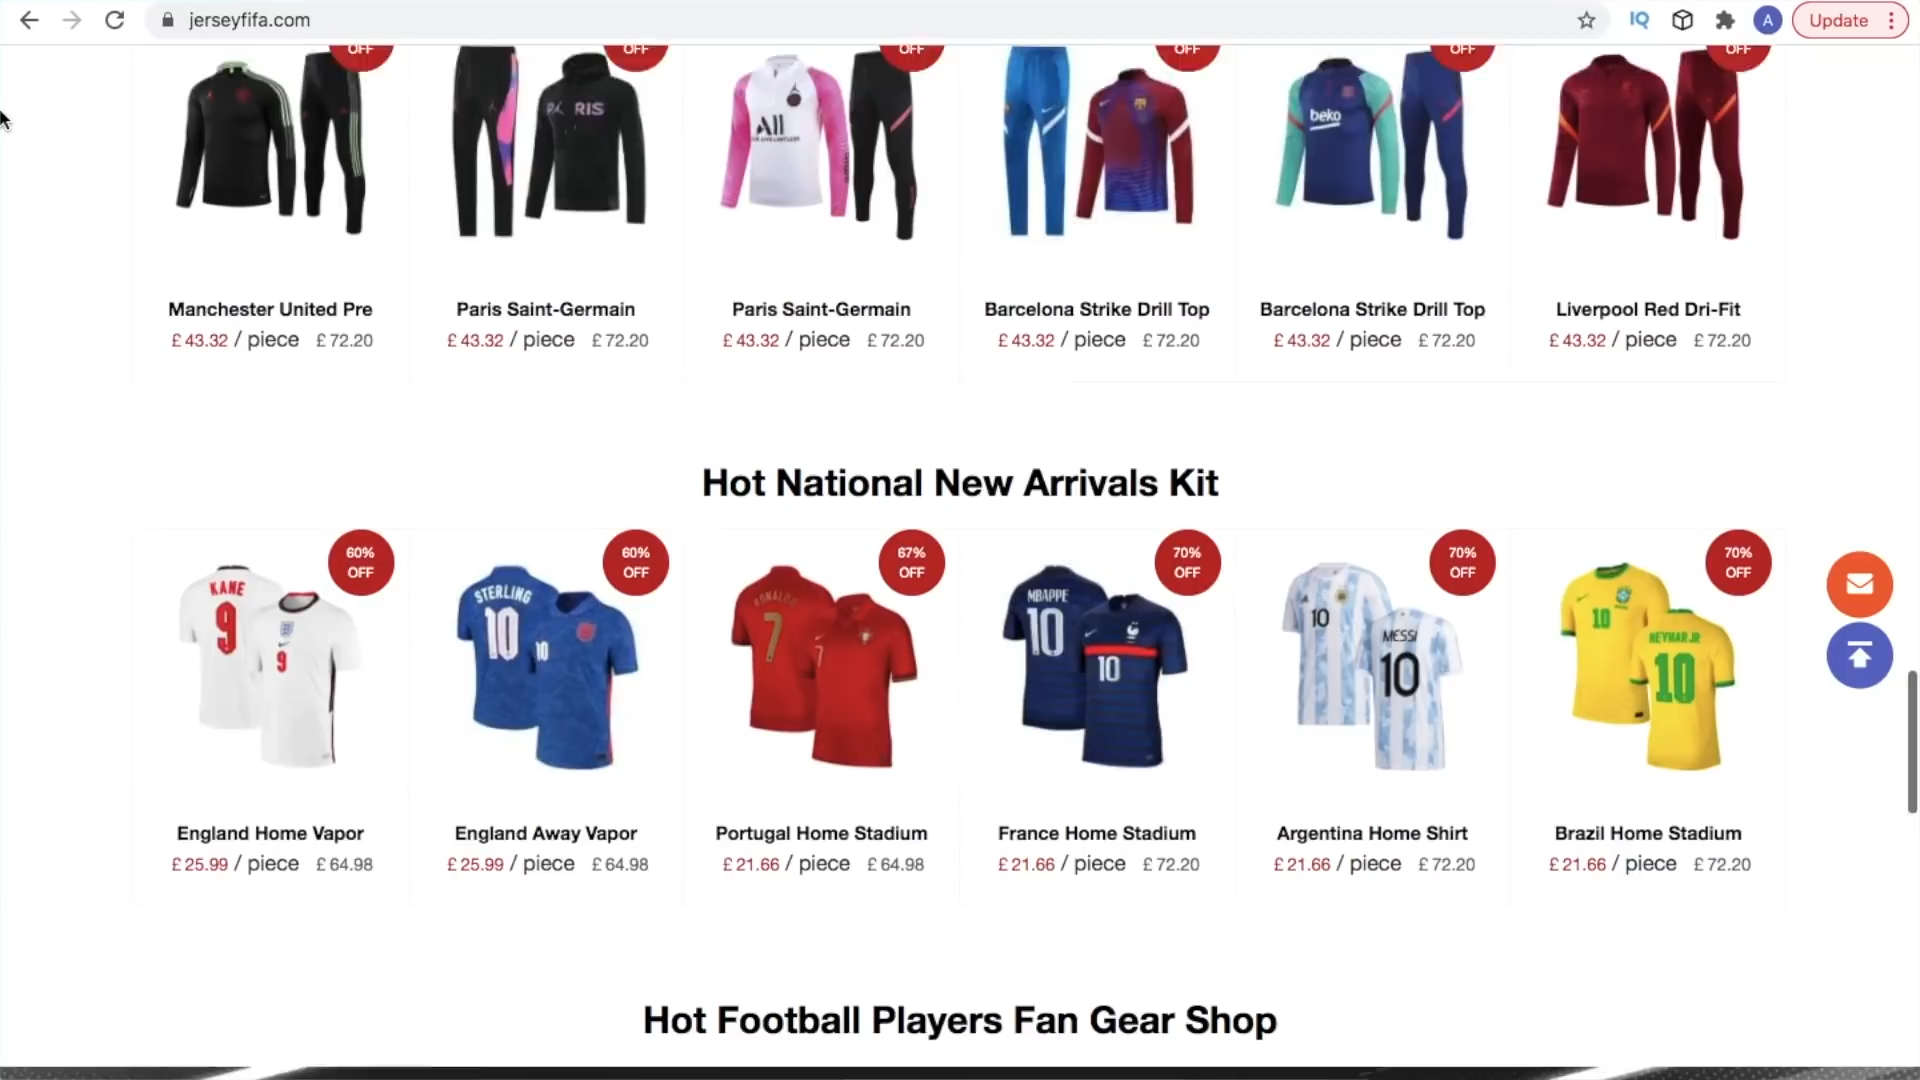 jerseyfifa.com
A
Update
OFF
OFF
OFF
OFF
OFF
OFF
PARIS
All
beko
Manchester United Pre
£ 43.32 / piece £ 72.20
Paris Saint-Germain
£ 43.32 / piece £ 72.20
Paris Saint-Germain
£ 43.32 / piece £ 72.20
Barcelona Strike Drill Top
£ 43.32 / piece £ 72.20
Barcelona Strike Drill Top
£ 43.32 / piece £ 72.20
Liverpool Red Dri-Fit
£ 43.32 / piece £ 72.20
Hot National New Arrivals Kit
60%
OFF
KANE
9
9
60%
OFF
STERLING
10
10
67%
OFF
RONALDO
7
7
70%
OFF
MBAPPE
10
10
70%
OFF
10
MESSI
10
70%
OFF
10
NEYMAR JR
10
England Home Vapor
£ 25.99 / piece £ 64.98
England Away Vapor
£ 25.99 / piece £ 64.98
Portugal Home Stadium
£ 21.66 / piece £ 64.98
France Home Stadium
£ 21.66 / piece £ 72.20
Argentina Home Shirt
£ 21.66 / piece £ 72.20
Brazil Home Stadium
£ 21.66 / piece £ 72.20
Hot Football Players Fan Gear Shop